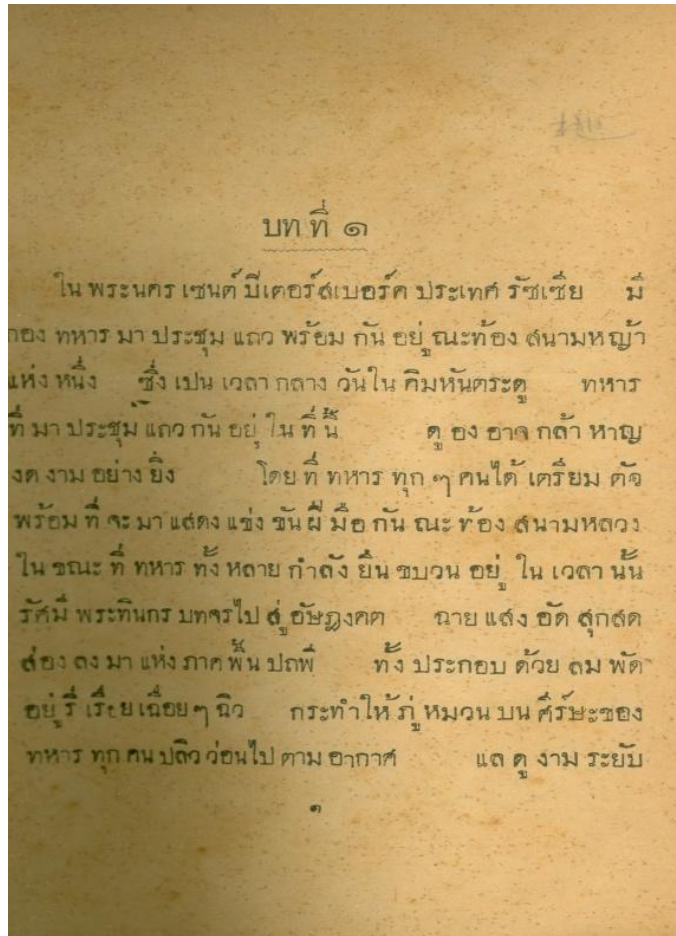 บท ที่ ๑
ใน พระนคร เซนต์ ปีเตอร์ส์เบอร์ค ประเทศ รัซเซีย มี
กอง ทหาร มา ประชุม แถว พร้อม กัน อยู่ ณะท้อง สนามหญ้า
แห่ง หนึ่ง ซึ่ง เปน เวลา กลาง วันใน คิมหันตระดู ทหาร
ที่ มา ประชุม แถว กัน อยู่ ใน ที่ นี้ ดู อง อาจ กล้า หาญ
งด งาม อย่าง ยิ่ง โดย ที่ ทหาร ทุก ๆ คนได้ เตรียม ตัว
พร้อม ที่ จะ มา แสดง แข่ง ขัน ฝี มือ กัน ณะ ท้อง สนามหลวง
ใน ขณะ ที่ ทหาร ทั้ง หลาย กำลัง ยืน ขบวน อยู่ ใน เวลา นั้น
รัศมี พระทินกร บทจรไป สู่ อัษฎงคต ฉาย แสง อัด สุกสด
ส่อง ลง มา แห่ง ภาค พื้น ปถพี ทั้ง ประกอบ ด้วย ลม พัด
อยู่ รี่ เรื่อย เฉื่อย ๆ ฉิว กระทำให้ ภู่ หมวน บน ศีร์ษะของ
ทหาร ทุก คน ปลิว ว่อนไป ตาม อากาศ แล ดู งาม ระยับ
๑